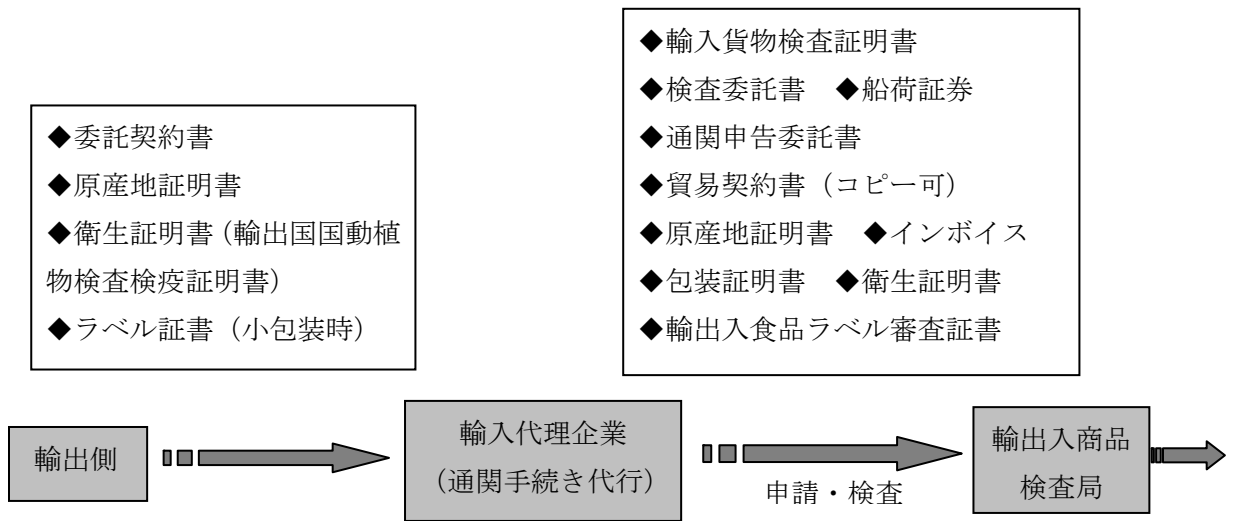 ◆委託契約書
◆原産地証明書
◆衛生証明書（輸出国国動植
物検査検疫証明書）
◆ラベル証書（小包装時）
◆輸入貨物検査証明書
◆検査委託書　◆船荷証券
◆通関申告委託書
◆貿易契約書（コピー可）
◆原産地証明書　◆インボイス
◆包装証明書　◆衛生証明書
◆輸出入食品ラベル審査証書
輸出側
輸入代理企業
（通関手続き代行）
申請・検査
輸出入商品
検査局